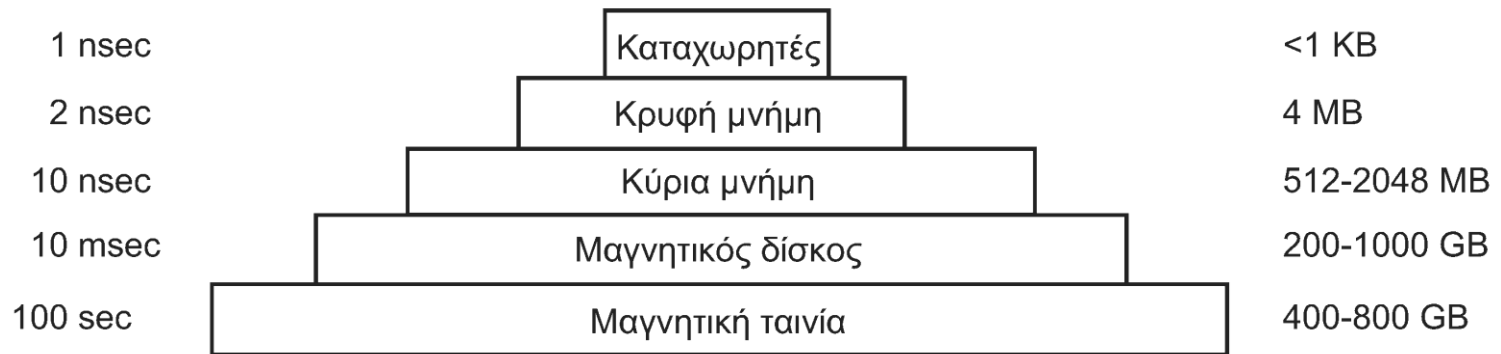 1 nsec Καταχωρητές <1 KB
2 nsec Κρυφή μνήμη 4 MB
10 nsec Κύρια μνήμη 512-2048 MB
10 msec Μαγνητικός δίσκος 200-1000 GB
100 sec Μαγνητική ταινία 400-800 GB